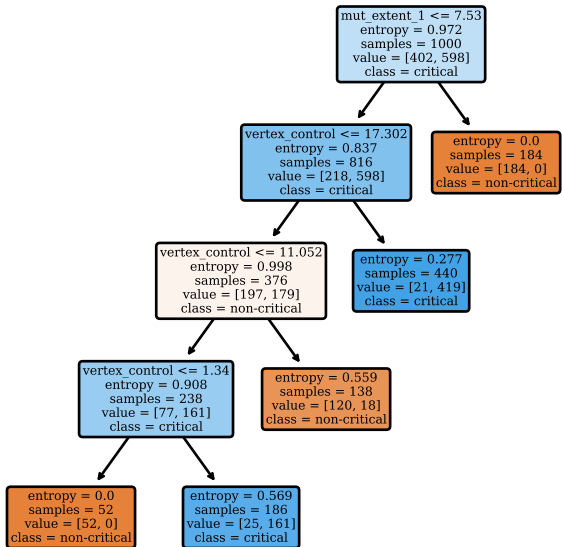 mut_extent_1 <= 7.53
entropy = 0.972
samples = 1000
value = [402, 598]
class = critical
vertex_control <= 17.302
entropy = 0.837
samples = 816
value = [218, 598]
class = critical
entropy = 0.0
samples = 184
value = [184, 0]
class = non-critical
vertex_control <= 11.052
entropy = 0.998
samples = 376
value = [197, 179]
class = non-critical
entropy = 0.277
samples = 440
value = [21, 419]
class = critical
vertex_control <= 1.34
entropy = 0.908
samples = 238
value = [77, 161]
class = critical
entropy = 0.559
samples = 138
value = [120, 18]
class = non-critical
entropy = 0.0
samples = 52
value = [52, 0]
class = non-critical
entropy = 0.569
samples = 186
value = [25, 161]
class = critical